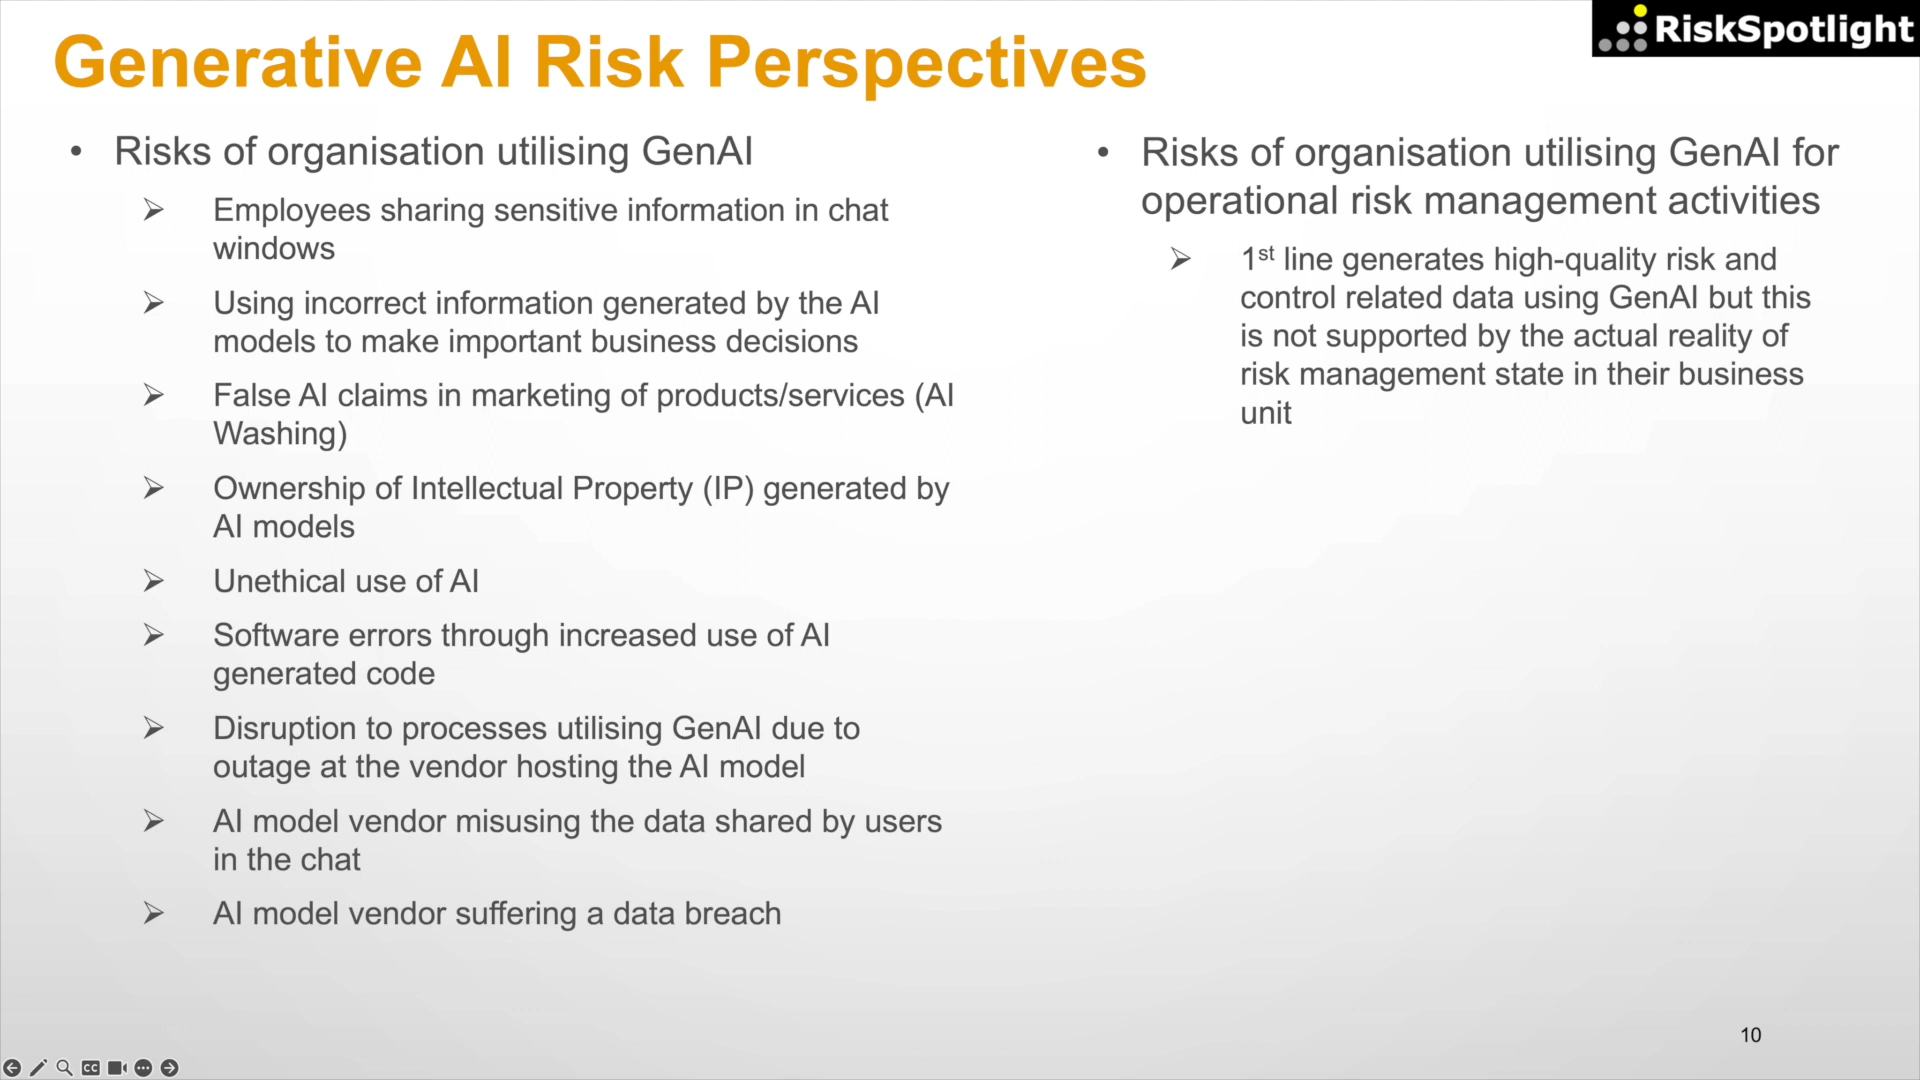 RiskSpotlight
Generative AI Risk Perspectives
• Risks of organisation utilising GenAI
➢ Employees sharing sensitive information in chat
windows
➢ Using incorrect information generated by the AI
models to make important business decisions
➢ False AI claims in marketing of products/services (AI
Washing)
➢ Ownership of Intellectual Property (IP) generated by
AI models
➢ Unethical use of AI
➢ Software errors through increased use of AI
generated code
➢ Disruption to processes utilising GenAI due to
outage at the vendor hosting the AI model
➢ AI model vendor misusing the data shared by users
in the chat
➢ AI model vendor suffering a data breach
• Risks of organisation utilising GenAI for
operational risk management activities
➢ 1st line generates high-quality risk and
control related data using GenAI but this
is not supported by the actual reality of
risk management state in their business
unit
10
CC